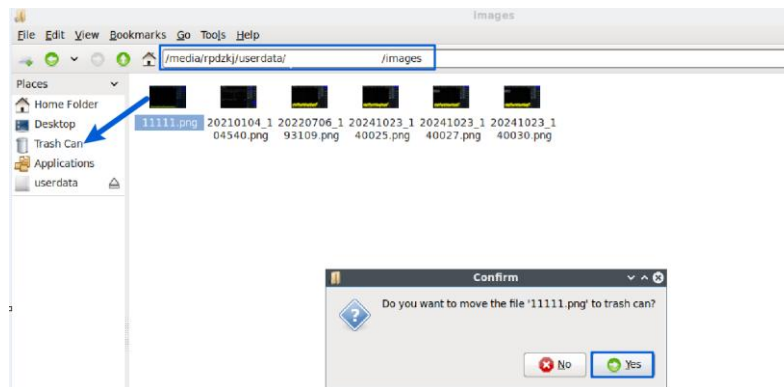 Images
File Edit View Bookmarks Go Tools Help
/media/rpdzkj/userdata/ /images
Places
Home Folder
Desktop
Trash Can
Applications
userdata
11111.png
20210104_1
04540.png
20220706_1
93109.png
20241023_1
40025.png
20241023_1
40027.png
20241023_1
40030.png
Confirm
Do you want to move the file '11111.png' to trash can?
No
Yes